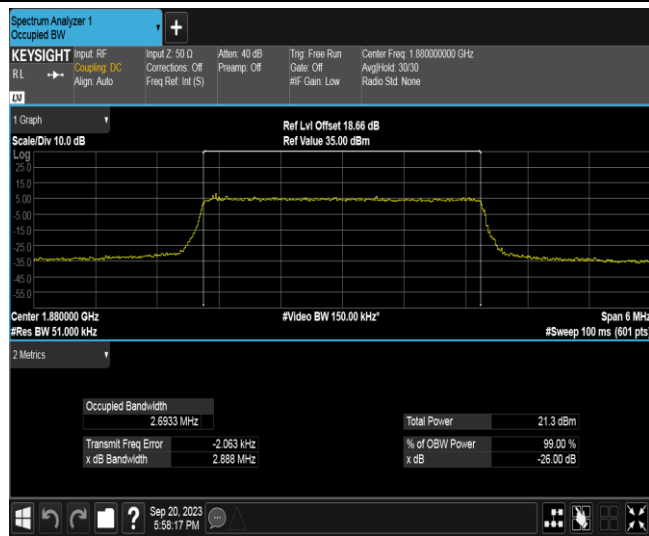 Spectrum Analyzer 1
Occupied BW
+
KEYSIGHT
RL
LXI
Input: RF
Coupling: DC
Align: Auto
Input Z: 50 Ω
Corrections: Off
Freq Ref: Int (S)
Atten: 40 dB
Preamp: Off
Trig: Free Run
Gate: Off
#IF Gain: Low
Center Freq: 1.880000000 GHz
Avg|Hold: 30/30
Radio Std: None
1 Graph
Scale/Div 10.0 dB
Ref Lvl Offset 18.66 dB
Ref Value 35.00 dBm
Log
25.0
15.0
5.00
-5.00
-15.0
-25.0
-35.0
-45.0
-55.0
Center 1.880000 GHz
#Video BW 150.00 kHz*
Span 6 MHz
#Res BW 51.000 kHz
#Sweep 100 ms (601 pts)
2 Metrics
Occupied Bandwidth
2.6933 MHz
Total Power 21.3 dBm
Transmit Freq Error -2.063 kHz
% of OBW Power 99.00 %
x dB Bandwidth 2.888 MHz
x dB -26.00 dB
?
Sep 20, 2023
5:58:17 PM